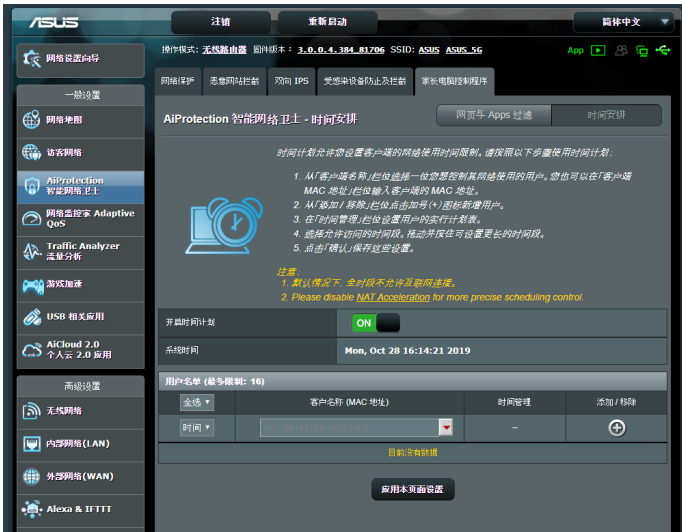 ASUS
注销
重新启动
简体中文
操作模式: 无线路由器 固件版本: 3.0.0.4.384_81706 SSID: ASUS ASUS_5G
App
网络设置向导
一般设置
网络地图
访客网络
AiProtection
智能网络卫士
网络监控家 Adaptive
QoS
Traffic Analyzer
流量分析
游戏加速
USB 相关应用
AiCloud 2.0
个人云 2.0 应用
高级设置
无线网络
内部网络(LAN)
外部网络(WAN)
Alexa & IFTTT
网络保护
恶意网站拦截
双向 IPS
受感染设备防止及拦截
家长电脑控制程序
AiProtection 智能网络卫士 - 时间安排
网页与 Apps 过滤
时间安排
时间计划允许您设置客户端的网络使用时间限制。请按照以下步骤使用时间计划:
1. 从「客户端名称」栏位选择一位您想控制其网络使用的用户。您也可以在「客户端
MAC 地址」栏位输入客户端的 MAC 地址。
2. 从「添加 / 移除」栏位点击加号(+)图标新增用户。
3. 在「时间管理」栏位设置用户的实行计划表。
4. 选择允许访问的时间段。拖动并按住可设置更长的时间段。
5. 点击「确认」保存这些设置。
注意:
1. 默认情况下, 全时段不允许互联网连接。
2. Please disable NAT Acceleration for more precise scheduling control.
开启时间计划
ON
系统时间
Mon, Oct 28 16:14:21 2019
用户名单 (最多限制: 16)
全选
客户名称 (MAC 地址)
时间管理
添加 / 移除
时间
--
目前没有数据
应用本页面设置